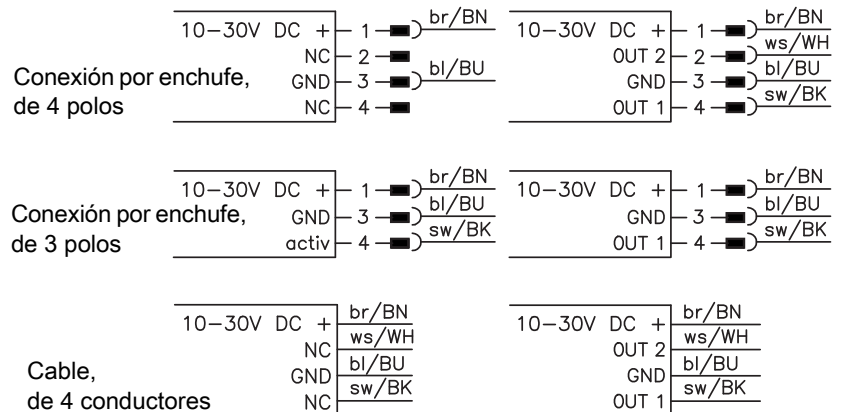 Conexión por enchufe,
de 4 polos
10–30V DC + 1 br/BN
NC 2
GND 3 bl/BU
NC 4
10–30V DC + 1 br/BN
OUT 2 2 ws/WH
GND 3 bl/BU
OUT 1 4 sw/BK
Conexión por enchufe,
de 3 polos
10–30V DC + 1 br/BN
GND 3 bl/BU
activ 4 sw/BK
10–30V DC + 1 br/BN
GND 3 bl/BU
OUT 1 4 sw/BK
Cable,
de 4 conductores
10–30V DC + br/BN
NC ws/WH
GND bl/BU
NC sw/BK
10–30V DC + br/BN
OUT 2 ws/WH
GND bl/BU
OUT 1 sw/BK